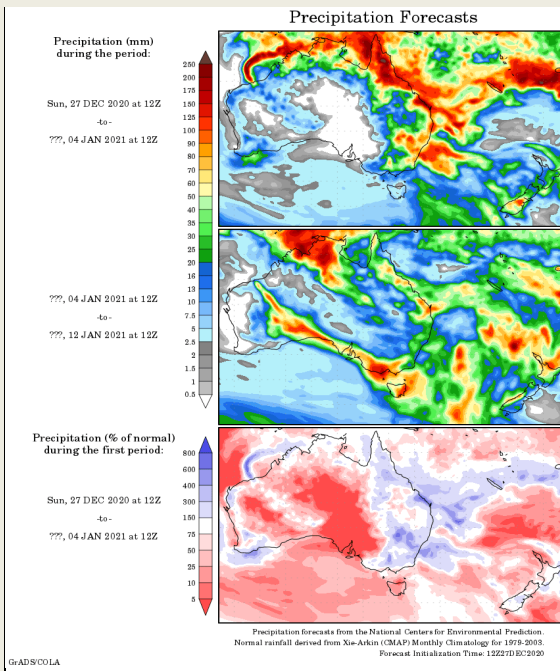 Precipitation Forecasts
Precipitation (mm)
during the period:
Sun, 27 DEC 2020 at 12Z
-to-
???, 04 JAN 2021 at 12Z
250
200
175
150
125
100
90
80
70
60
50
45
40
35
30
25
20
16
13
10
7.5
5
2.5
2
1.5
1
0.5
???, 04 JAN 2021 at 12Z
-to-
???, 12 JAN 2021 at 12Z
Precipitation (% of normal)
during the first period:
800
600
400
300
150
75
50
25
10
5
Sun, 27 DEC 2020 at 12Z
-to-
???, 04 JAN 2021 at 12Z
Precipitation forecasts from the National Centers for Environmental Prediction.
Normal rainfall derived from Xie-Arkin (CMAP) Monthly Climatology for 1979-2003.
Forecast Initialization Time: 12Z27DEC2020
GrADS/COLA